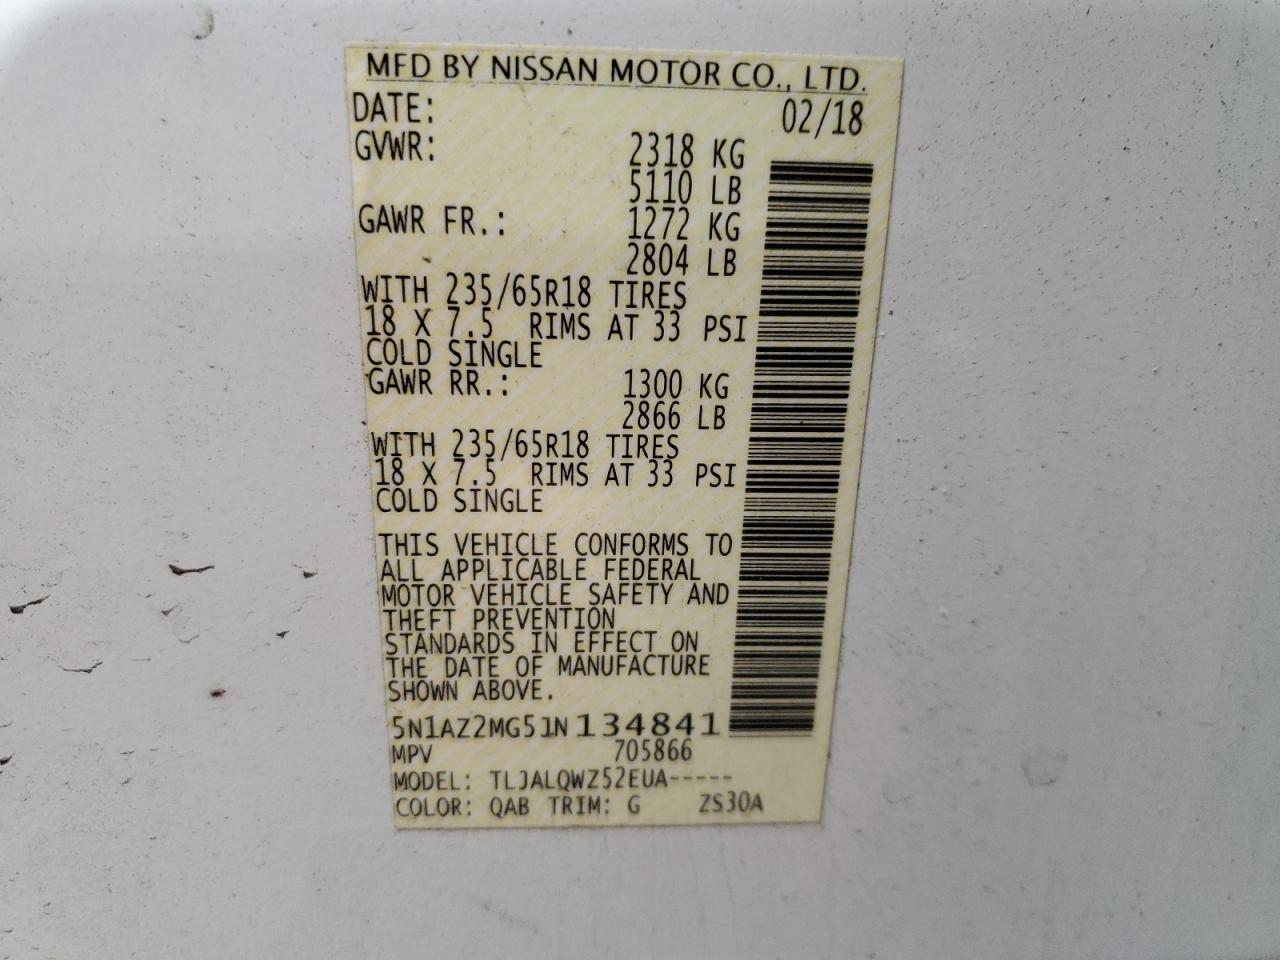 MFD BY NISSAN MOTOR CO., LTD.
DATE: 02/18
GVWR: 2318 KG
5110 LB
GAWR FR.: 1272 KG
2804 LB
WITH 235/65R18 TIRES
18 X 7.5 RIMS AT 33 PSI
COLD SINGLE
GAWR RR.: 1300 KG
2866 LB
WITH 235/65R18 TIRES
18 X 7.5 RIMS AT 33 PSI
COLD SINGLE
THIS VEHICLE CONFORMS TO
ALL APPLICABLE FEDERAL
MOTOR VEHICLE SAFETY AND
THEFT PREVENTION
STANDARDS IN EFFECT ON
THE DATE OF MANUFACTURE
SHOWN ABOVE.
5N1AZ2MG5JN134841
MPV 705866
MODEL: TLJALQWZ52EUA-----
COLOR: QAB TRIM: G ZS30A